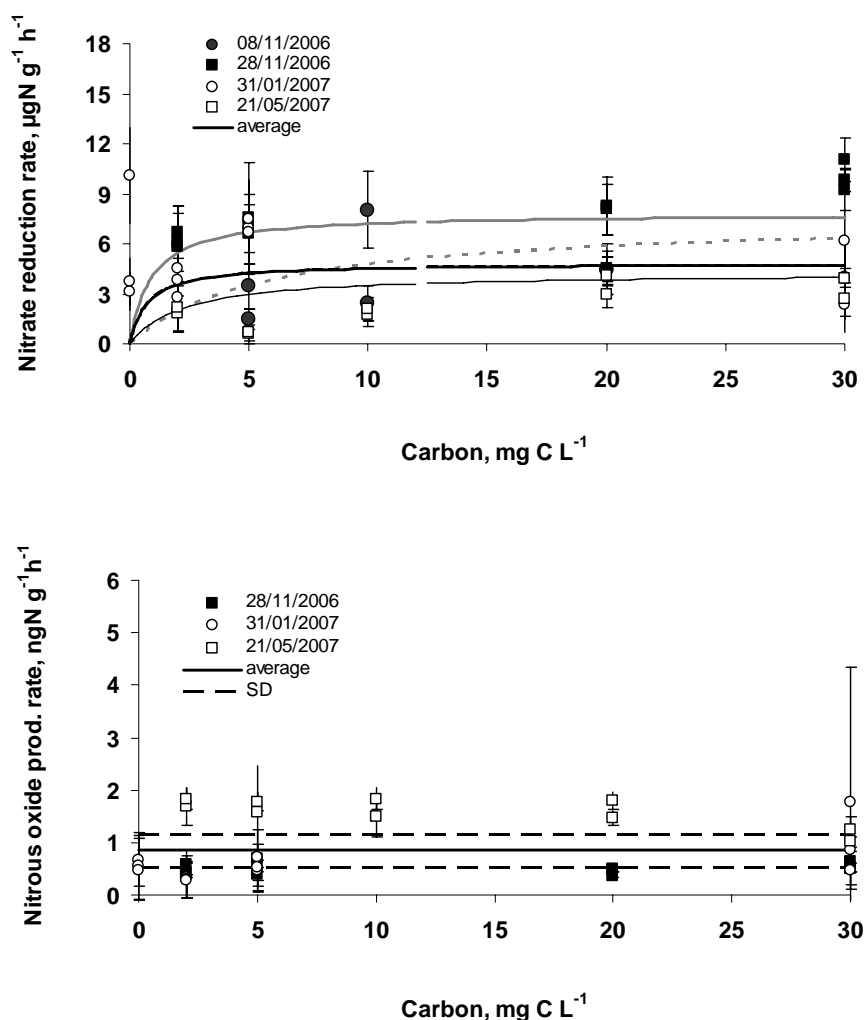 Nitrate reduction rate, µgN g⁻¹ h⁻¹
18
15
12
9
6
3
0
08/11/2006
28/11/2006
31/01/2007
21/05/2007
average
0 5 10 15 20 25 30
Carbon, mg C L⁻¹
Nitrous oxide prod. rate, ngN g⁻¹h⁻¹
6
5
4
3
2
1
0
28/11/2006
31/01/2007
21/05/2007
average
SD
0 5 10 15 20 25 30
Carbon, mg C L⁻¹